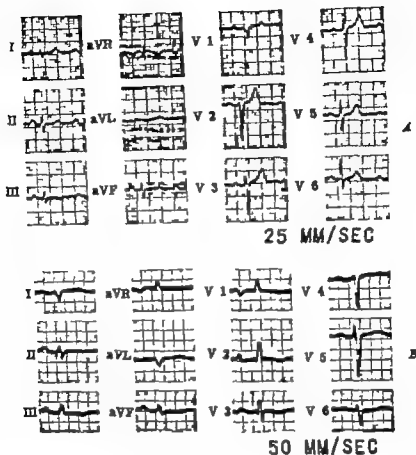 I aVR V 1 V 4
II aVL V 2 V 5 A
III aVF V 3 V 6
25 MM/SEC
I aVR V 1 V 4
II aVL V 2 V 5 B
III aVF V 3 V 6
50 MM/SEC